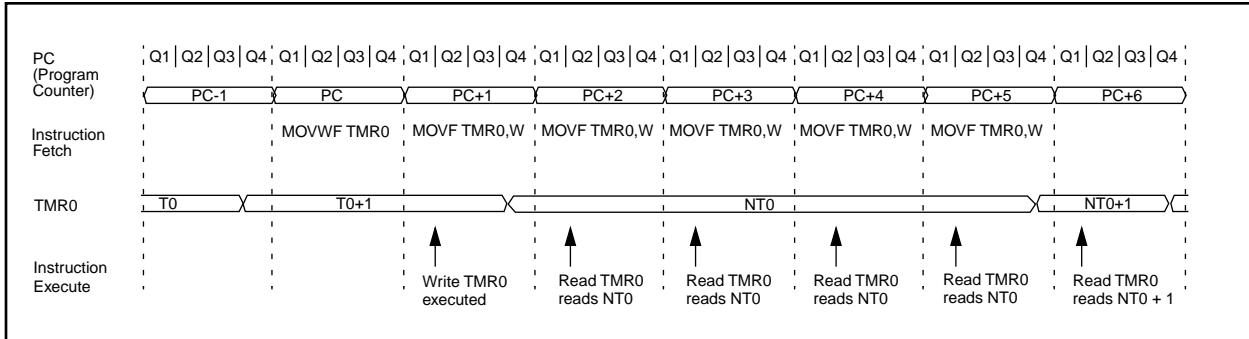 PC
(Program
Counter)
Q1 Q2 Q3 Q4 Q1 Q2 Q3 Q4 Q1 Q2 Q3 Q4 Q1 Q2 Q3 Q4 Q1 Q2 Q3 Q4 Q1 Q2 Q3 Q4 Q1 Q2 Q3 Q4 Q1 Q2 Q3 Q4
PC-1 PC PC+1 PC+2 PC+3 PC+4 PC+5 PC+6
Instruction
Fetch
MOVWF TMR0 MOVF TMR0,W MOVF TMR0,W MOVF TMR0,W MOVF TMR0,W MOVF TMR0,W
TMR0
T0 T0+1 NT0 NT0+1
Instruction
Execute
Write TMR0
executed
Read TMR0
reads NT0
Read TMR0
reads NT0
Read TMR0
reads NT0
Read TMR0
reads NT0
Read TMR0
reads NT0 + 1